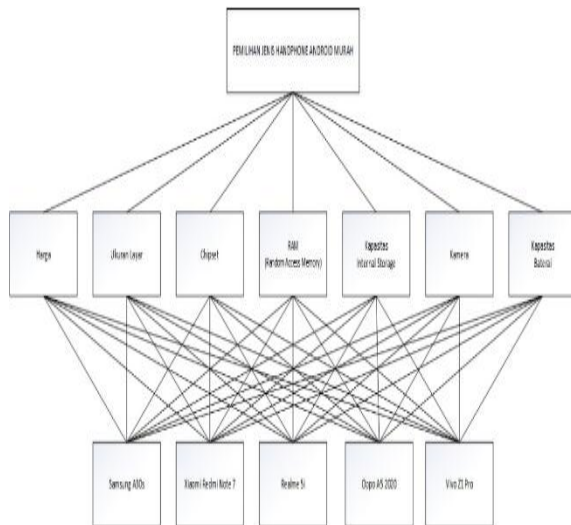 PEMILIHAN JENIS HANDPHONE ANDROID MURAH
Harga
Ukuran Layar
Chipset
RAM
(Random Access Memory)
Kapasitas
Internal Storage
Kamera
Kapasitas
Baterai
Samsung A30s
Xiaomi Redmi Note 7
Realme 5i
Oppo A5 2020
Vivo Z1 Pro